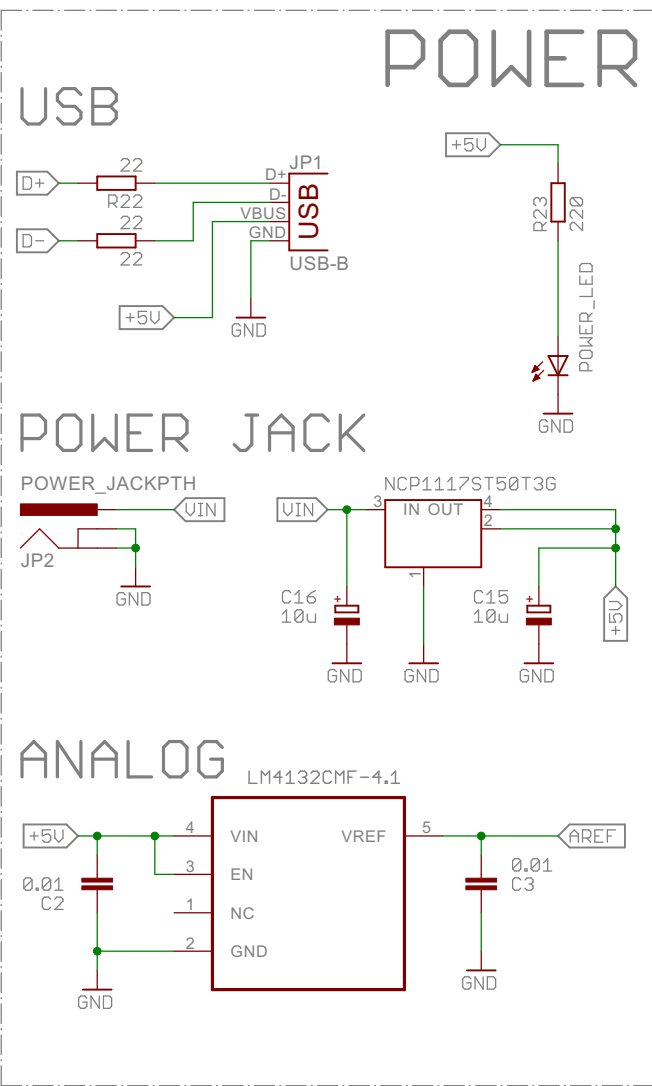 POWER
USB
+5V
JP1
22
D+
D+
R22
D-
USB
R23
220
22
VBUS
D-
GND
22
USB-B
+5V
GND
POWER_LED
GND
POWER JACK
POWER_JACKPTH
NCP1117ST50T3G
VIN
VIN
3
IN OUT
4
2
JP2
1
GND
C16
10u
+
C15
10u
+
+5V
GND
GND
GND
ANALOG
LM4132CMF-4.1
+5V
4
VIN
VREF
5
AREF
0.01
C2
3
EN
0.01
C3
1
NC
2
GND
GND
GND